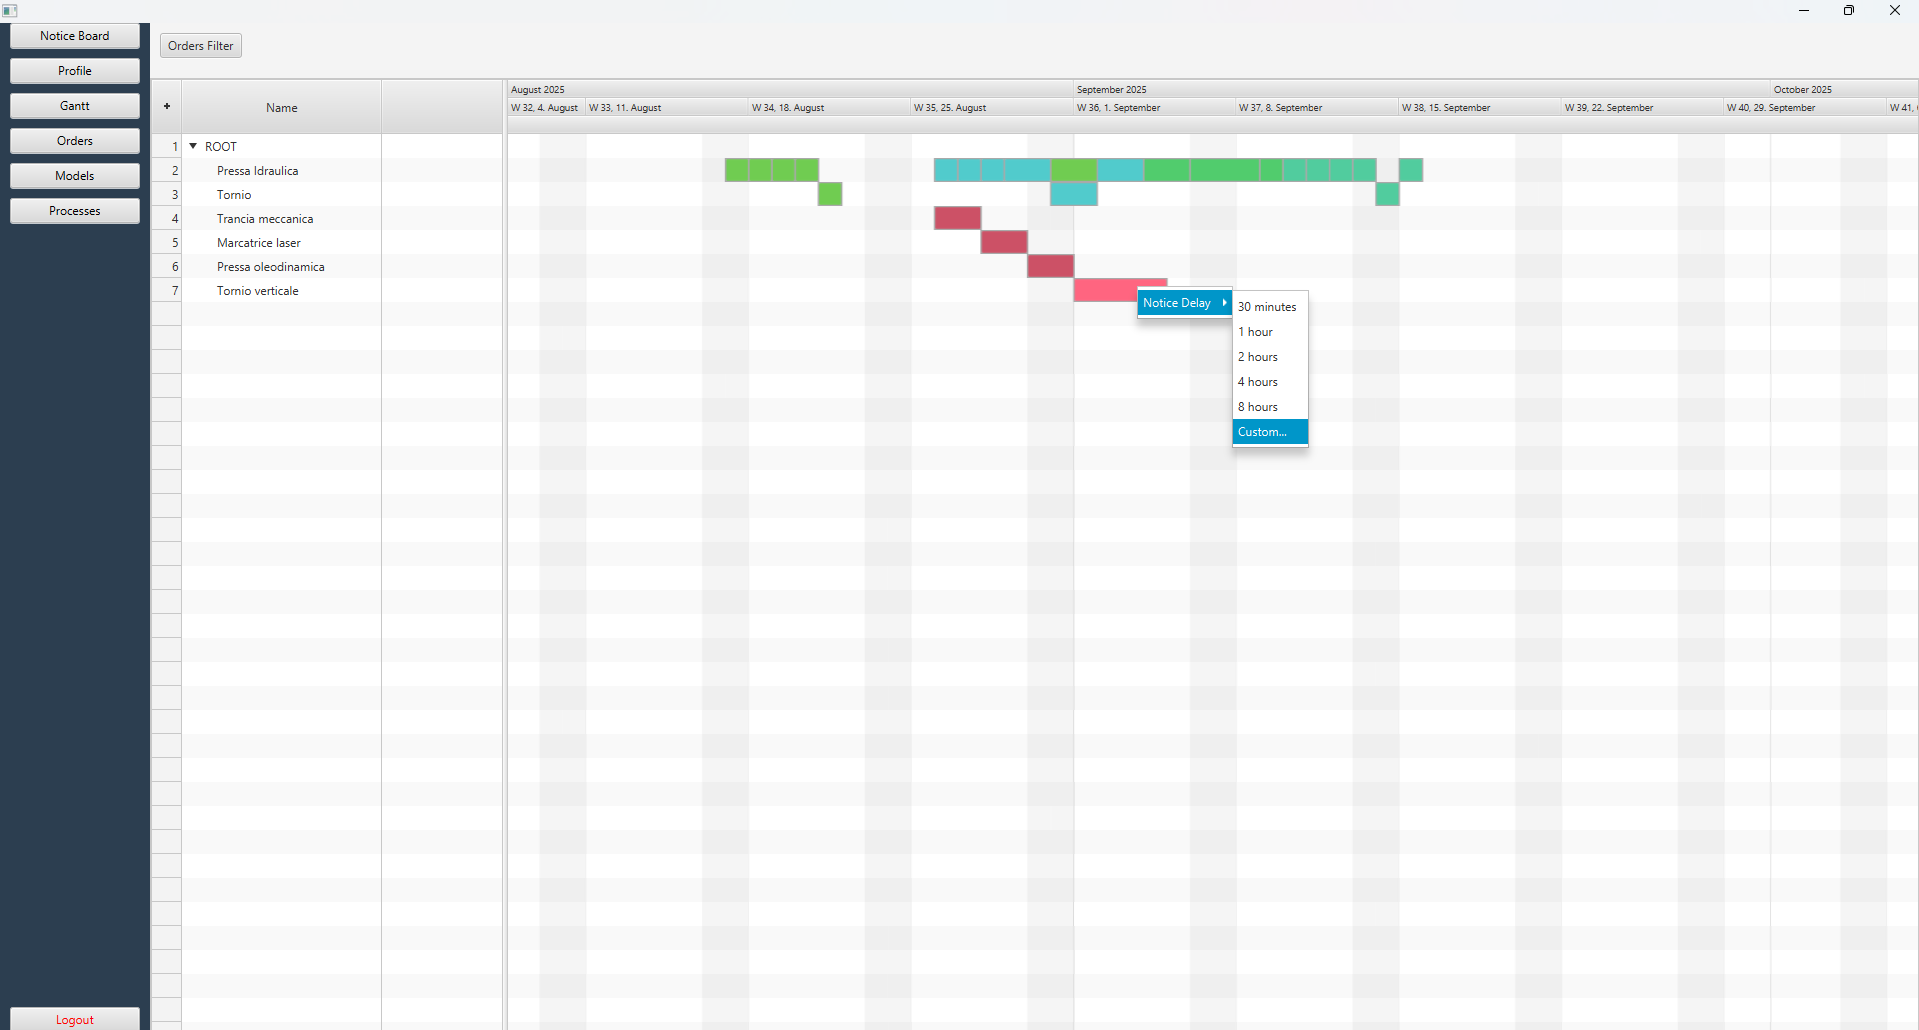 Notice Board
Profile
Gantt
Orders
Models
Processes
Logout
Orders Filter
+ Name
August 2025 September 2025 October 2025
W 32, 4. August W 33, 11. August W 34, 18. August W 35, 25. August W 36, 1. September W 37, 8. September W 38, 15. September W 39, 22. September W 40, 29. September W 41,
1 ROOT
2 Pressa Idraulica
3 Tornio
4 Trancia meccanica
5 Marcatrice laser
6 Pressa oleodinamica
7 Tornio verticale
Notice Delay
30 minutes
1 hour
2 hours
4 hours
8 hours
Custom...